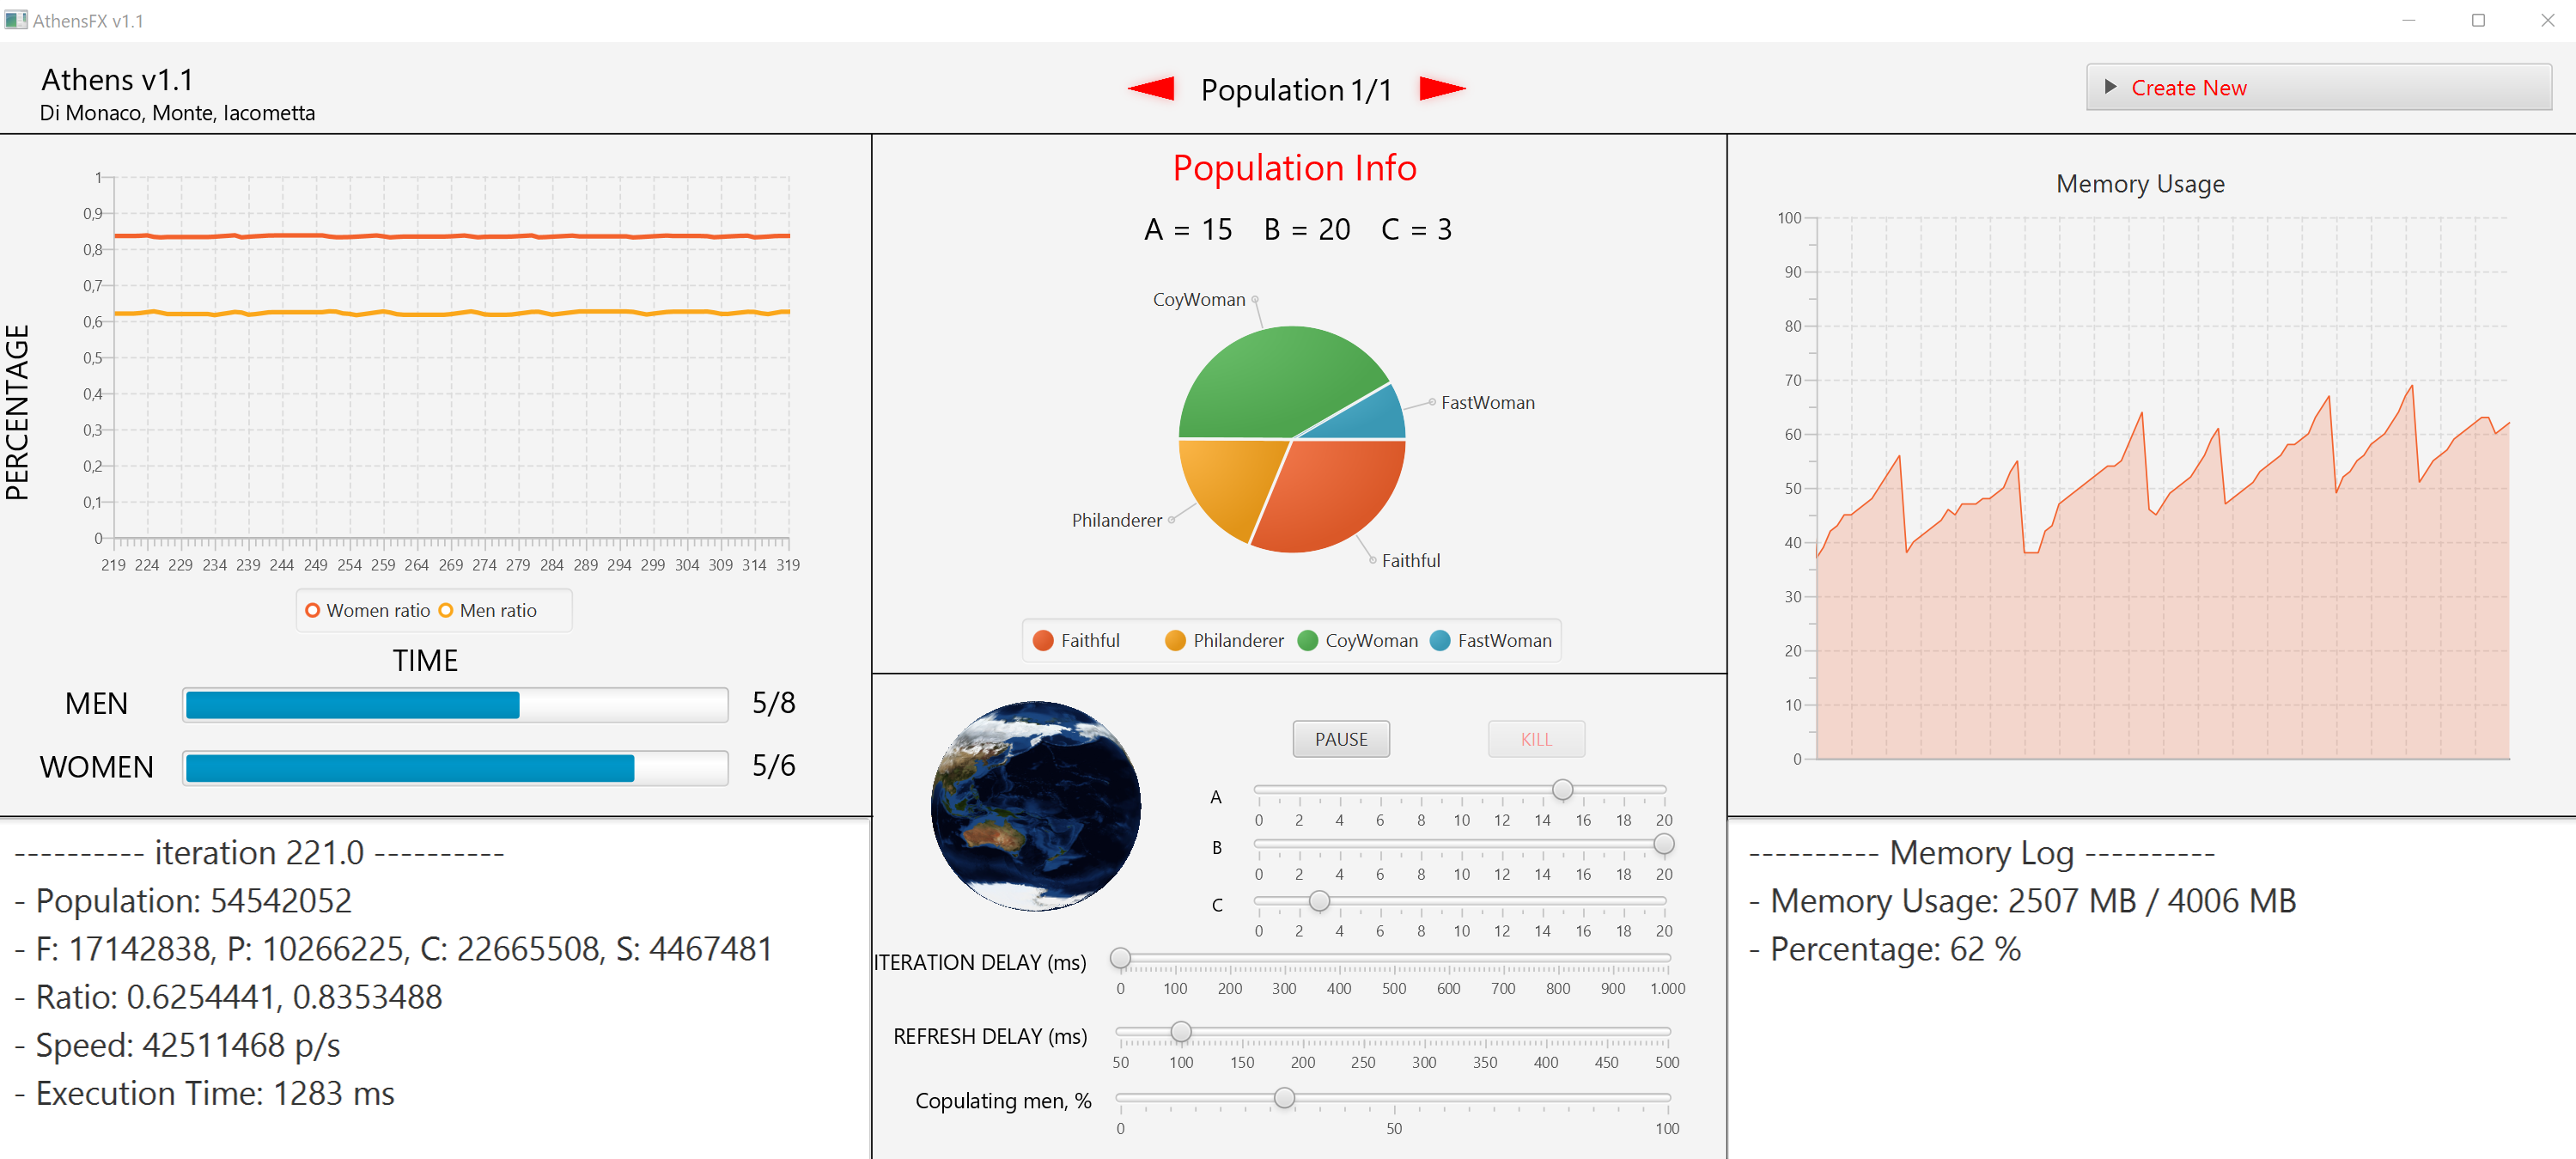 AthensFX v1.1
Athens v1.1
Di Monaco, Monte, Iacometta
Population 1/1
Create New
PERCENTAGE
1
0,9
0,8
0,7
0,6
0,5
0,4
0,3
0,2
0,1
0
219 224 229 234 239 244 249 254 259 264 269 274 279 284 289 294 299 304 309 314 319
Women ratio Men ratio
TIME
MEN 5/8
WOMEN 5/6
---------- iteration 221.0 ----------
- Population: 54542052
- F: 17142838, P: 10266225, C: 22665508, S: 4467481
- Ratio: 0.6254441, 0.8353488
- Speed: 42511468 p/s
- Execution Time: 1283 ms
Population Info
A = 15 B = 20 C = 3
CoyWoman
FastWoman
Philanderer
Faithful
Faithful Philanderer CoyWoman FastWoman
PAUSE KILL
A
0 2 4 6 8 10 12 14 16 18 20
B
0 2 4 6 8 10 12 14 16 18 20
C
0 2 4 6 8 10 12 14 16 18 20
ITERATION DELAY (ms)
0 100 200 300 400 500 600 700 800 900 1.000
REFRESH DELAY (ms)
50 100 150 200 250 300 350 400 450 500
Copulating men, %
0 50 100
Memory Usage
100
90
80
70
60
50
40
30
20
10
0
---------- Memory Log ----------
- Memory Usage: 2507 MB / 4006 MB
- Percentage: 62 %